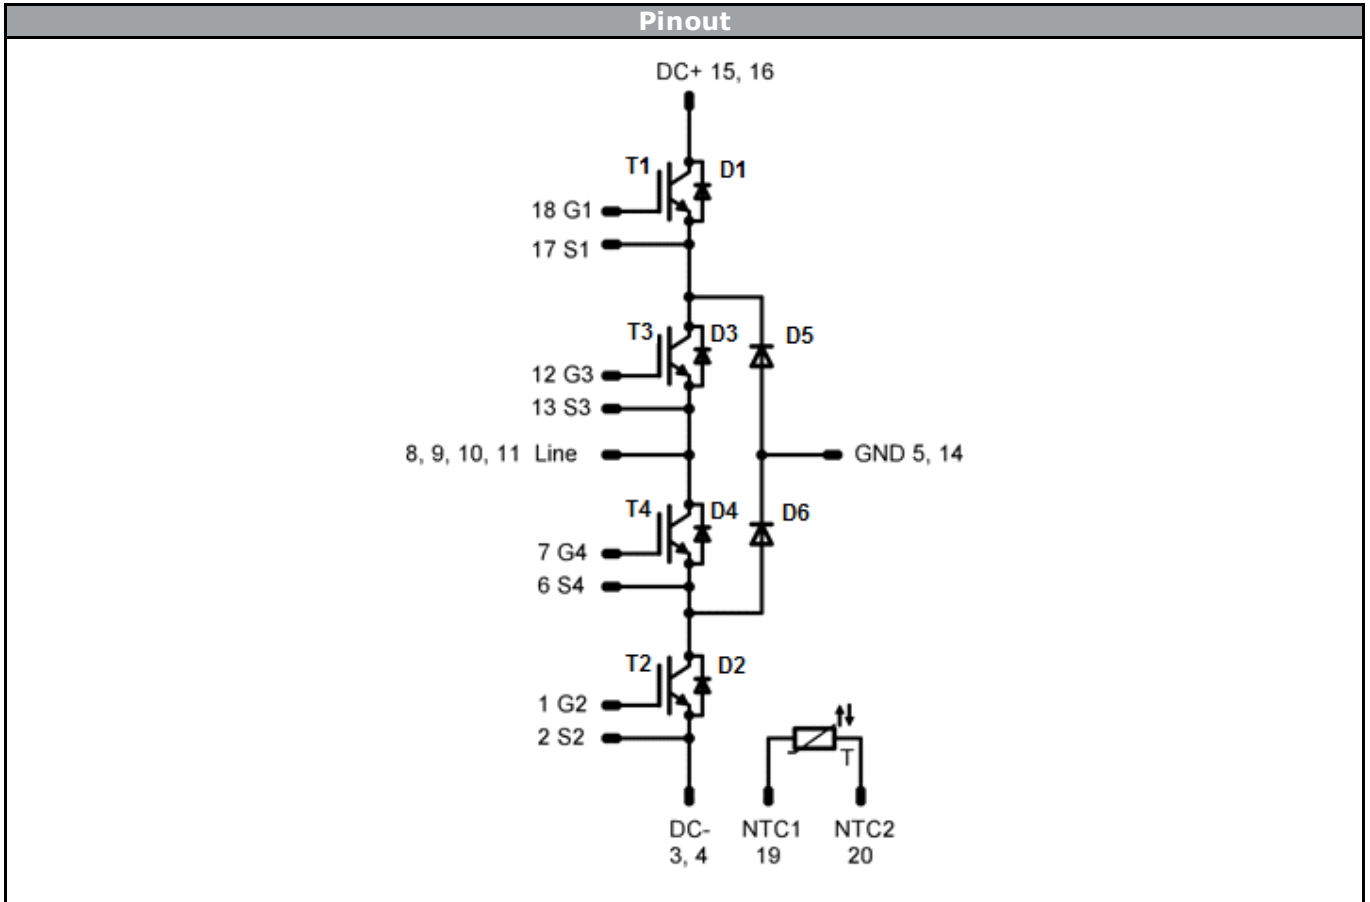 Pinout
DC+ 15, 16
T1
D1
18 G1
17 S1
T3
D3
D5
12 G3
13 S3
8, 9, 10, 11 Line
GND 5, 14
T4
D4
D6
7 G4
6 S4
T2
D2
1 G2
2 S2
T
DC-
3, 4
NTC1
19
NTC2
20